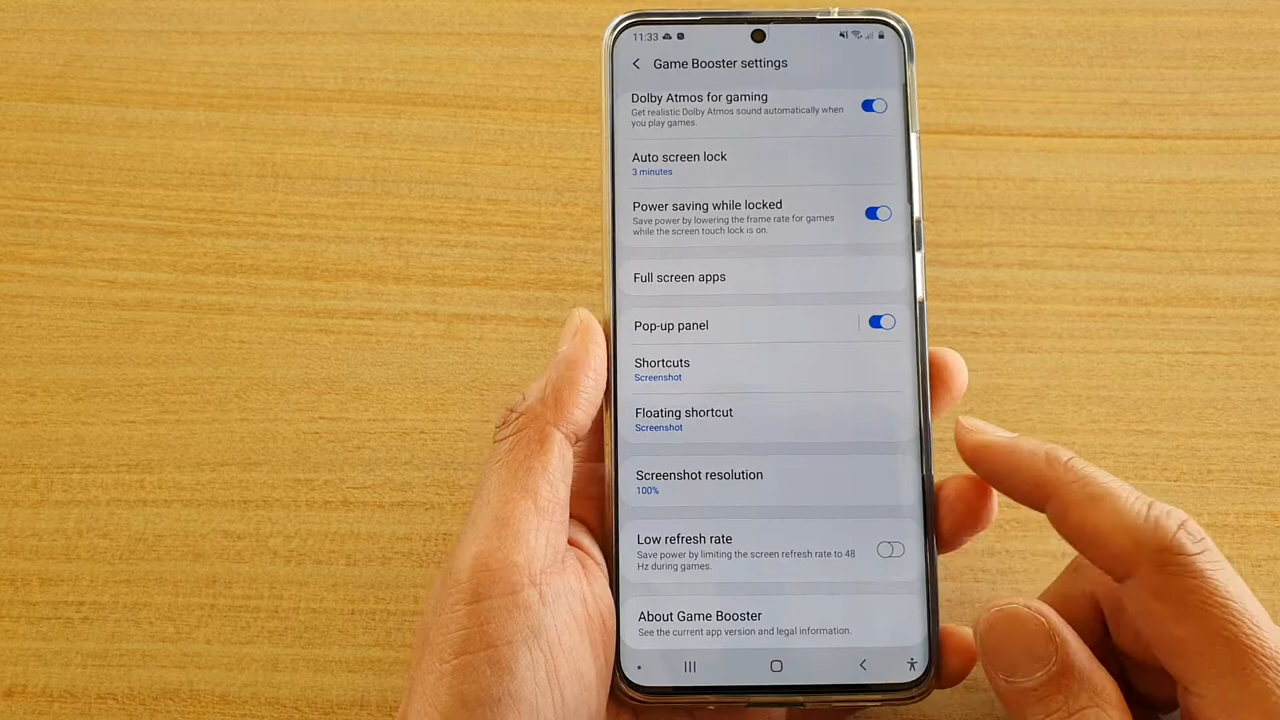 11:33
Game Booster settings
Dolby Atmos for gaming
Get realistic Dolby Atmos sound automatically when
you play games.
Auto screen lock
3 minutes
Power saving while locked
Save power by lowering the frame rate for games
while the screen touch lock is on.
Full screen apps
Pop-up panel
Shortcuts
Screenshot
Floating shortcut
Screenshot
Screenshot resolution
100%
Low refresh rate
Save power by limiting the screen refresh rate to 48
Hz during games.
About Game Booster
See the current app version and legal information.